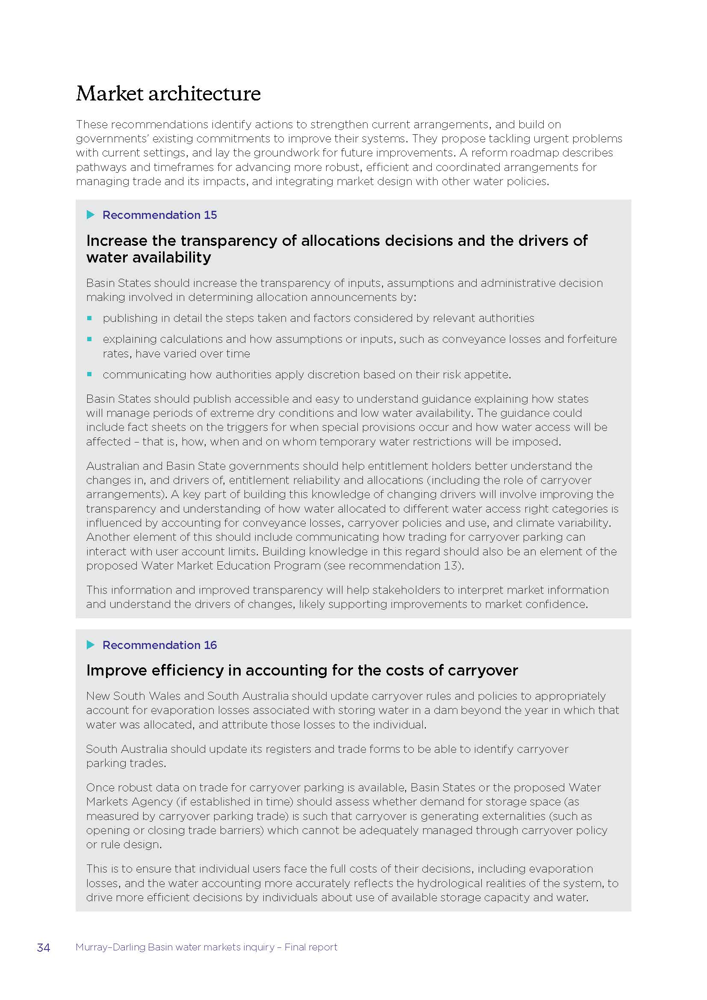 Market architecture
These recommendations identify actions to strengthen current arrangements, and build on
governments’ existing commitments to improve their systems. They propose tackling urgent problems
with current settings, and lay the groundwork for future improvements. A reform roadmap describes
pathways and timeframes for advancing more robust, efficient and coordinated arrangements for
managing trade and its impacts, and integrating market design with other water policies.
Recommendation 15
Increase the transparency of allocations decisions and the drivers of
water availability
Basin States should increase the transparency of inputs, assumptions and administrative decision
making involved in determining allocation announcements by:
publishing in detail the steps taken and factors considered by relevant authorities
explaining calculations and how assumptions or inputs, such as conveyance losses and forfeiture
rates, have varied over time
communicating how authorities apply discretion based on their risk appetite.
Basin States should publish accessible and easy to understand guidance explaining how states
will manage periods of extreme dry conditions and low water availability. The guidance could
include fact sheets on the triggers for when special provisions occur and how water access will be
affected – that is, how, when and on whom temporary water restrictions will be imposed.
Australian and Basin State governments should help entitlement holders better understand the
changes in, and drivers of, entitlement reliability and allocations (including the role of carryover
arrangements). A key part of building this knowledge of changing drivers will involve improving the
transparency and understanding of how water allocated to different water access right categories is
influenced by accounting for conveyance losses, carryover policies and use, and climate variability.
Another element of this should include communicating how trading for carryover parking can
interact with user account limits. Building knowledge in this regard should also be an element of the
proposed Water Market Education Program (see recommendation 13).
This information and improved transparency will help stakeholders to interpret market information
and understand the drivers of changes, likely supporting improvements to market confidence.
Recommendation 16
Improve efficiency in accounting for the costs of carryover
New South Wales and South Australia should update carryover rules and policies to appropriately
account for evaporation losses associated with storing water in a dam beyond the year in which that
water was allocated, and attribute those losses to the individual.
South Australia should update its registers and trade forms to be able to identify carryover
parking trades.
Once robust data on trade for carryover parking is available, Basin States or the proposed Water
Markets Agency (if established in time) should assess whether demand for storage space (as
measured by carryover parking trade) is such that carryover is generating externalities (such as
opening or closing trade barriers) which cannot be adequately managed through carryover policy
or rule design.
This is to ensure that individual users face the full costs of their decisions, including evaporation
losses, and the water accounting more accurately reflects the hydrological realities of the system, to
drive more efficient decisions by individuals about use of available storage capacity and water.
34 Murray–Darling Basin water markets inquiry – Final report